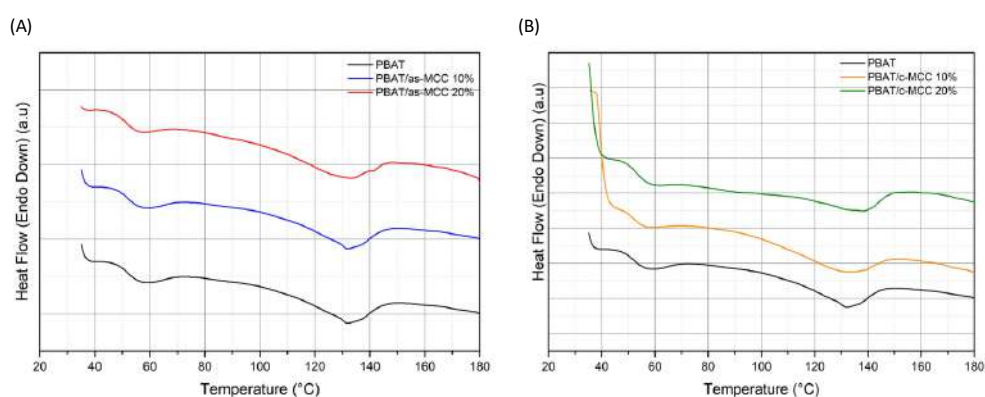 (A)
PBAT
PBAT/as-MCC 10%
PBAT/as-MCC 20%
Heat Flow (Endo Down) (a.u)
20 40 60 80 100 120 140 160 180
Temperature (°C)
(B)
PBAT
PBAT/c-MCC 10%
PBAT/c-MCC 20%
Heat Flow (Endo Down) (a.u)
20 40 60 80 100 120 140 160 180
Temperature (°C)